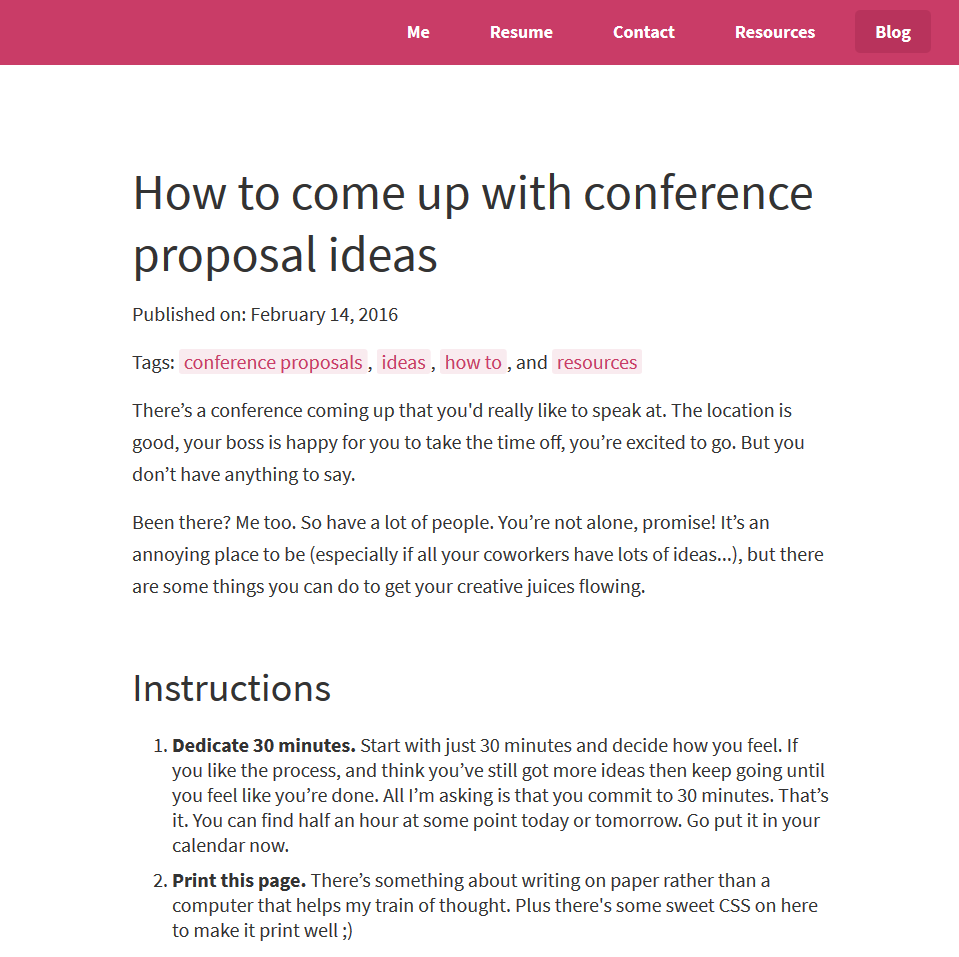 Me Resume Contact Resources Blog
How to come up with conference
proposal ideas
Published on: February 14, 2016
Tags: conference proposals , ideas , how to , and resources
There’s a conference coming up that you'd really like to speak at. The location is
good, your boss is happy for you to take the time off, you’re excited to go. But you
don’t have anything to say.
Been there? Me too. So have a lot of people. You’re not alone, promise! It’s an
annoying place to be (especially if all your coworkers have lots of ideas...), but there
are some things you can do to get your creative juices flowing.
Instructions
1. Dedicate 30 minutes. Start with just 30 minutes and decide how you feel. If
you like the process, and think you’ve still got more ideas then keep going until
you feel like you’re done. All I’m asking is that you commit to 30 minutes. That’s
it. You can find half an hour at some point today or tomorrow. Go put it in your
calendar now.
2. Print this page. There’s something about writing on paper rather than a
computer that helps my train of thought. Plus there's some sweet CSS on here
to make it print well ;)